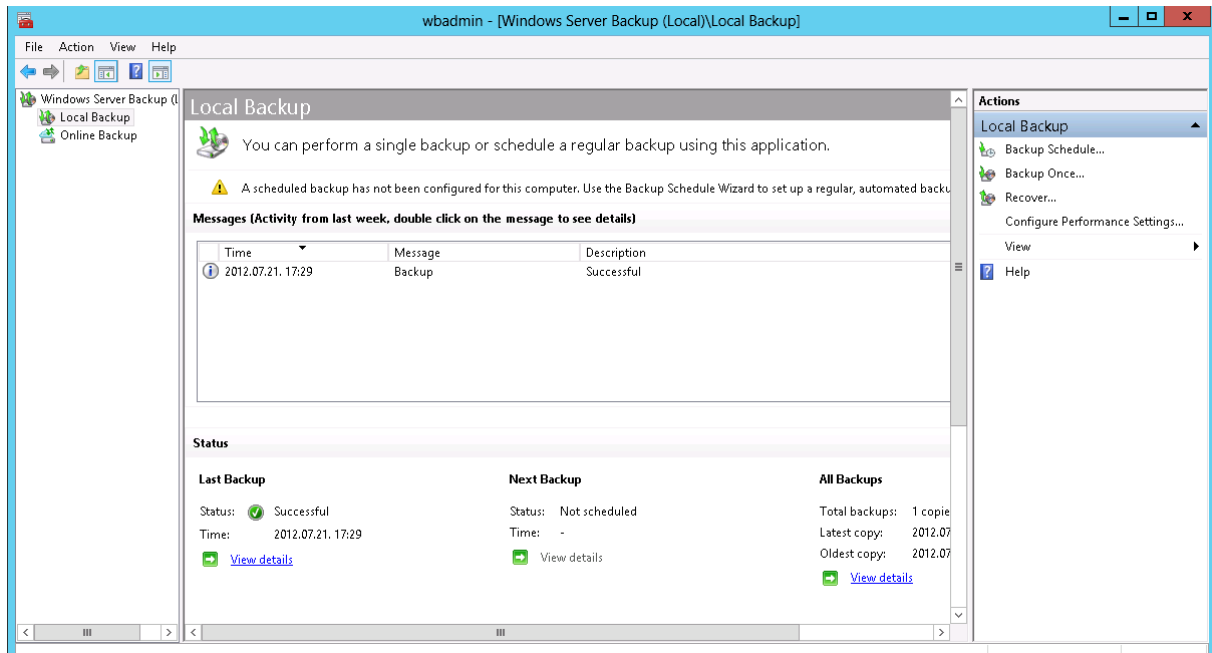 wbadmin - [Windows Server Backup (Local)\Local Backup]
File Action View Help
Windows Server Backup (L
Local Backup
Online Backup
Local Backup
You can perform a single backup or schedule a regular backup using this application.
A scheduled backup has not been configured for this computer. Use the Backup Schedule Wizard to set up a regular, automated backu
Messages (Activity from last week, double click on the message to see details)
Time Message Description
2012.07.21. 17:29 Backup Successful
Status
Last Backup Next Backup All Backups
Status: Successful Status: Not scheduled Total backups: 1 copie
Time: 2012.07.21. 17:29 Time: - Latest copy: 2012.07
View details View details Oldest copy: 2012.07
View details
Actions
Local Backup
Backup Schedule...
Backup Once...
Recover...
Configure Performance Settings...
View
Help